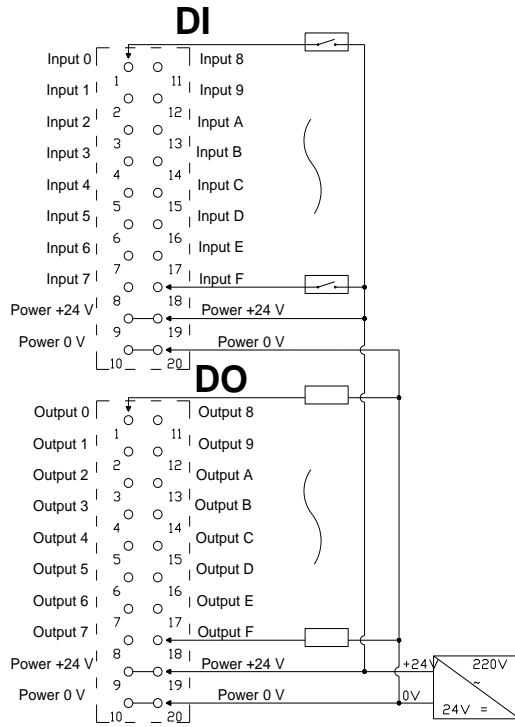 DI
Input 0 Input 8
1 11
Input 1 Input 9
2 12
Input 2 Input A
3 13
Input 3 Input B
4 14
Input 4 Input C
5 15
Input 5 Input D
6 16
Input 6 Input E
7 17
Input 7 Input F
8 18
Power +24 V Power +24 V
9 19
Power 0 V Power 0 V
10 20
DO
Output 0 Output 8
1 11
Output 1 Output 9
2 12
Output 2 Output A
3 13
Output 3 Output B
4 14
Output 4 Output C
5 15
Output 5 Output D
6 16
Output 6 Output E
7 17
Output 7 Output F
8 18
Power +24 V Power +24 V +24V 220V
9 19 ~
Power 0 V Power 0 V 0V
10 20 24V =